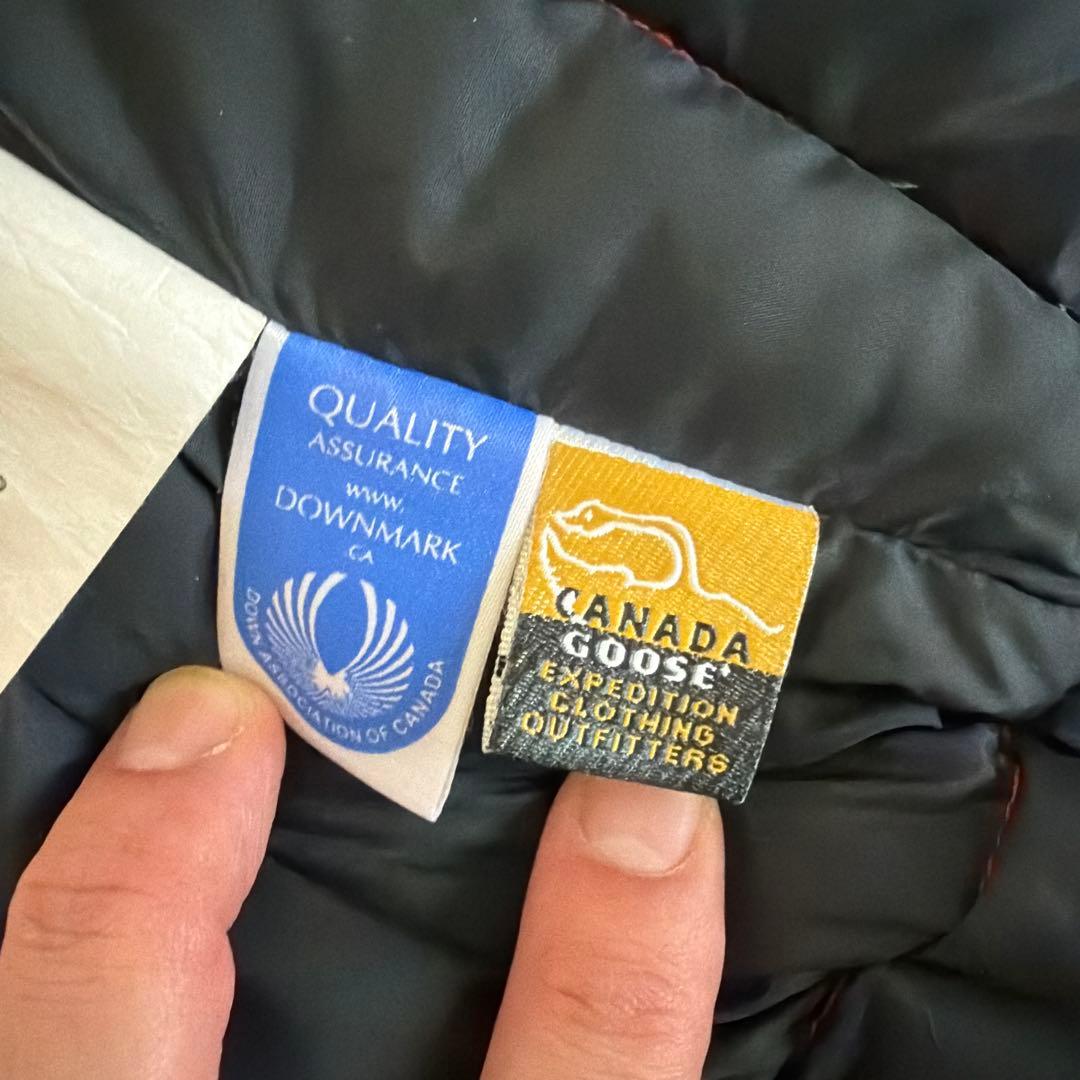 QUALITY
ASSURANCE
www.
DOWNMARK
CA
DOWN ASSOCIATION OF CANADA
CANADA
GOOSE
EXPEDITION
CLOTHING
OUTFITTERS